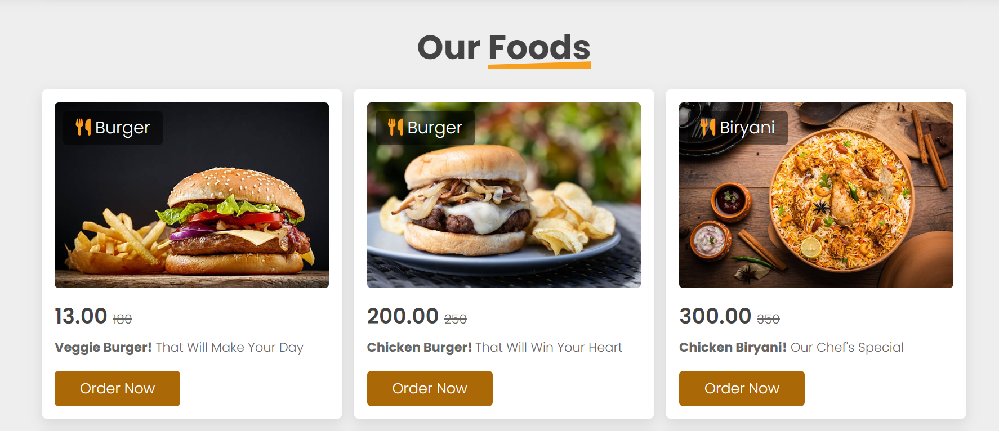 Our Foods
Burger
13.00 180
Veggie Burger! That Will Make Your Day
Order Now
Burger
200.00 250
Chicken Burger! That Will Win Your Heart
Order Now
Biryani
300.00 350
Chicken Biryani! Our Chef's Special
Order Now